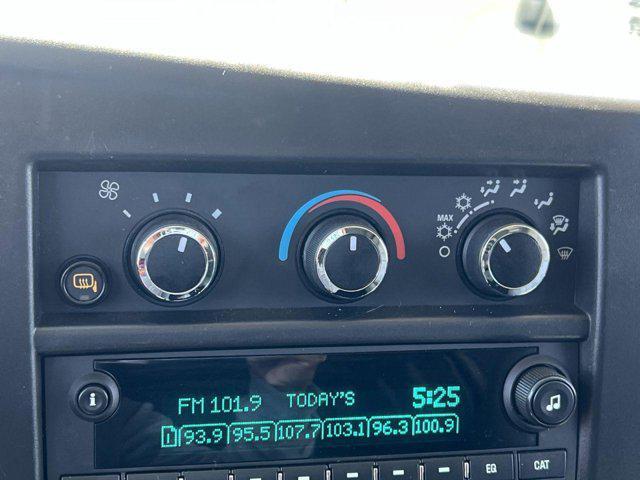 MAX
FM 101.9 TODAY'S 5:25
93.9 95.5 107.7 103.1 96.3 100.9
i
EQ CAT